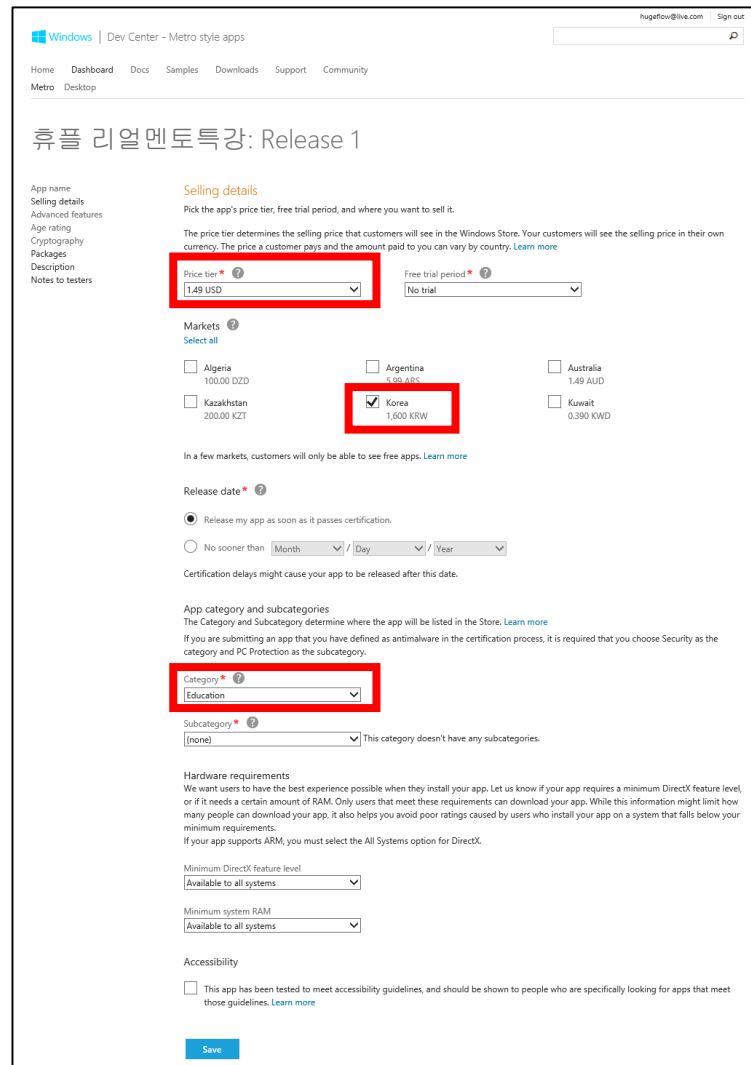 hugeflow@live.com Sign out
Windows | Dev Center - Metro style apps
Home Dashboard Docs Samples Downloads Support Community
Metro Desktop
휴플 리얼멘토특강: Release 1
App name
Selling details
Advanced features
Age rating
Cryptography
Packages
Description
Notes to testers
Selling details
Pick the app's price tier, free trial period, and where you want to sell it.
The price tier determines the selling price that customers will see in the Windows Store. Your customers will see the selling price in their own
currency. The price a customer pays and the amount paid to you can vary by country. Learn more
Price tier * ? Free trial period * ?
1.49 USD No trial
Markets ?
Select all
Algeria Argentina Australia
100.00 DZD 5.99 ARS 1.49 AUD
Kazakhstan Korea Kuwait
200.00 KZT 1,600 KRW 0.390 KWD
In a few markets, customers will only be able to see free apps. Learn more
Release date * ?
Release my app as soon as it passes certification.
No sooner than Month / Day / Year
Certification delays might cause your app to be released after this date.
App category and subcategories
The Category and Subcategory determine where the app will be listed in the Store. Learn more
If you are submitting an app that you have defined as antimalware in the certification process, it is required that you choose Security as the
category and PC Protection as the subcategory.
Category * ?
Education
Subcategory * ?
(none) This category doesn't have any subcategories.
Hardware requirements
We want users to have the best experience possible when they install your app. Let us know if your app requires a minimum DirectX feature level,
or if it needs a certain amount of RAM. Only users that meet these requirements can download your app. While this information might limit how
many people can download your app, it also helps you avoid poor ratings caused by users who install your app on a system that falls below your
minimum requirements.
If your app supports ARM, you must select the All Systems option for DirectX.
Minimum DirectX feature level
Available to all systems
Minimum system RAM
Available to all systems
Accessibility
This app has been tested to meet accessibility guidelines, and should be shown to people who are specifically looking for apps that meet
those guidelines. Learn more
Save